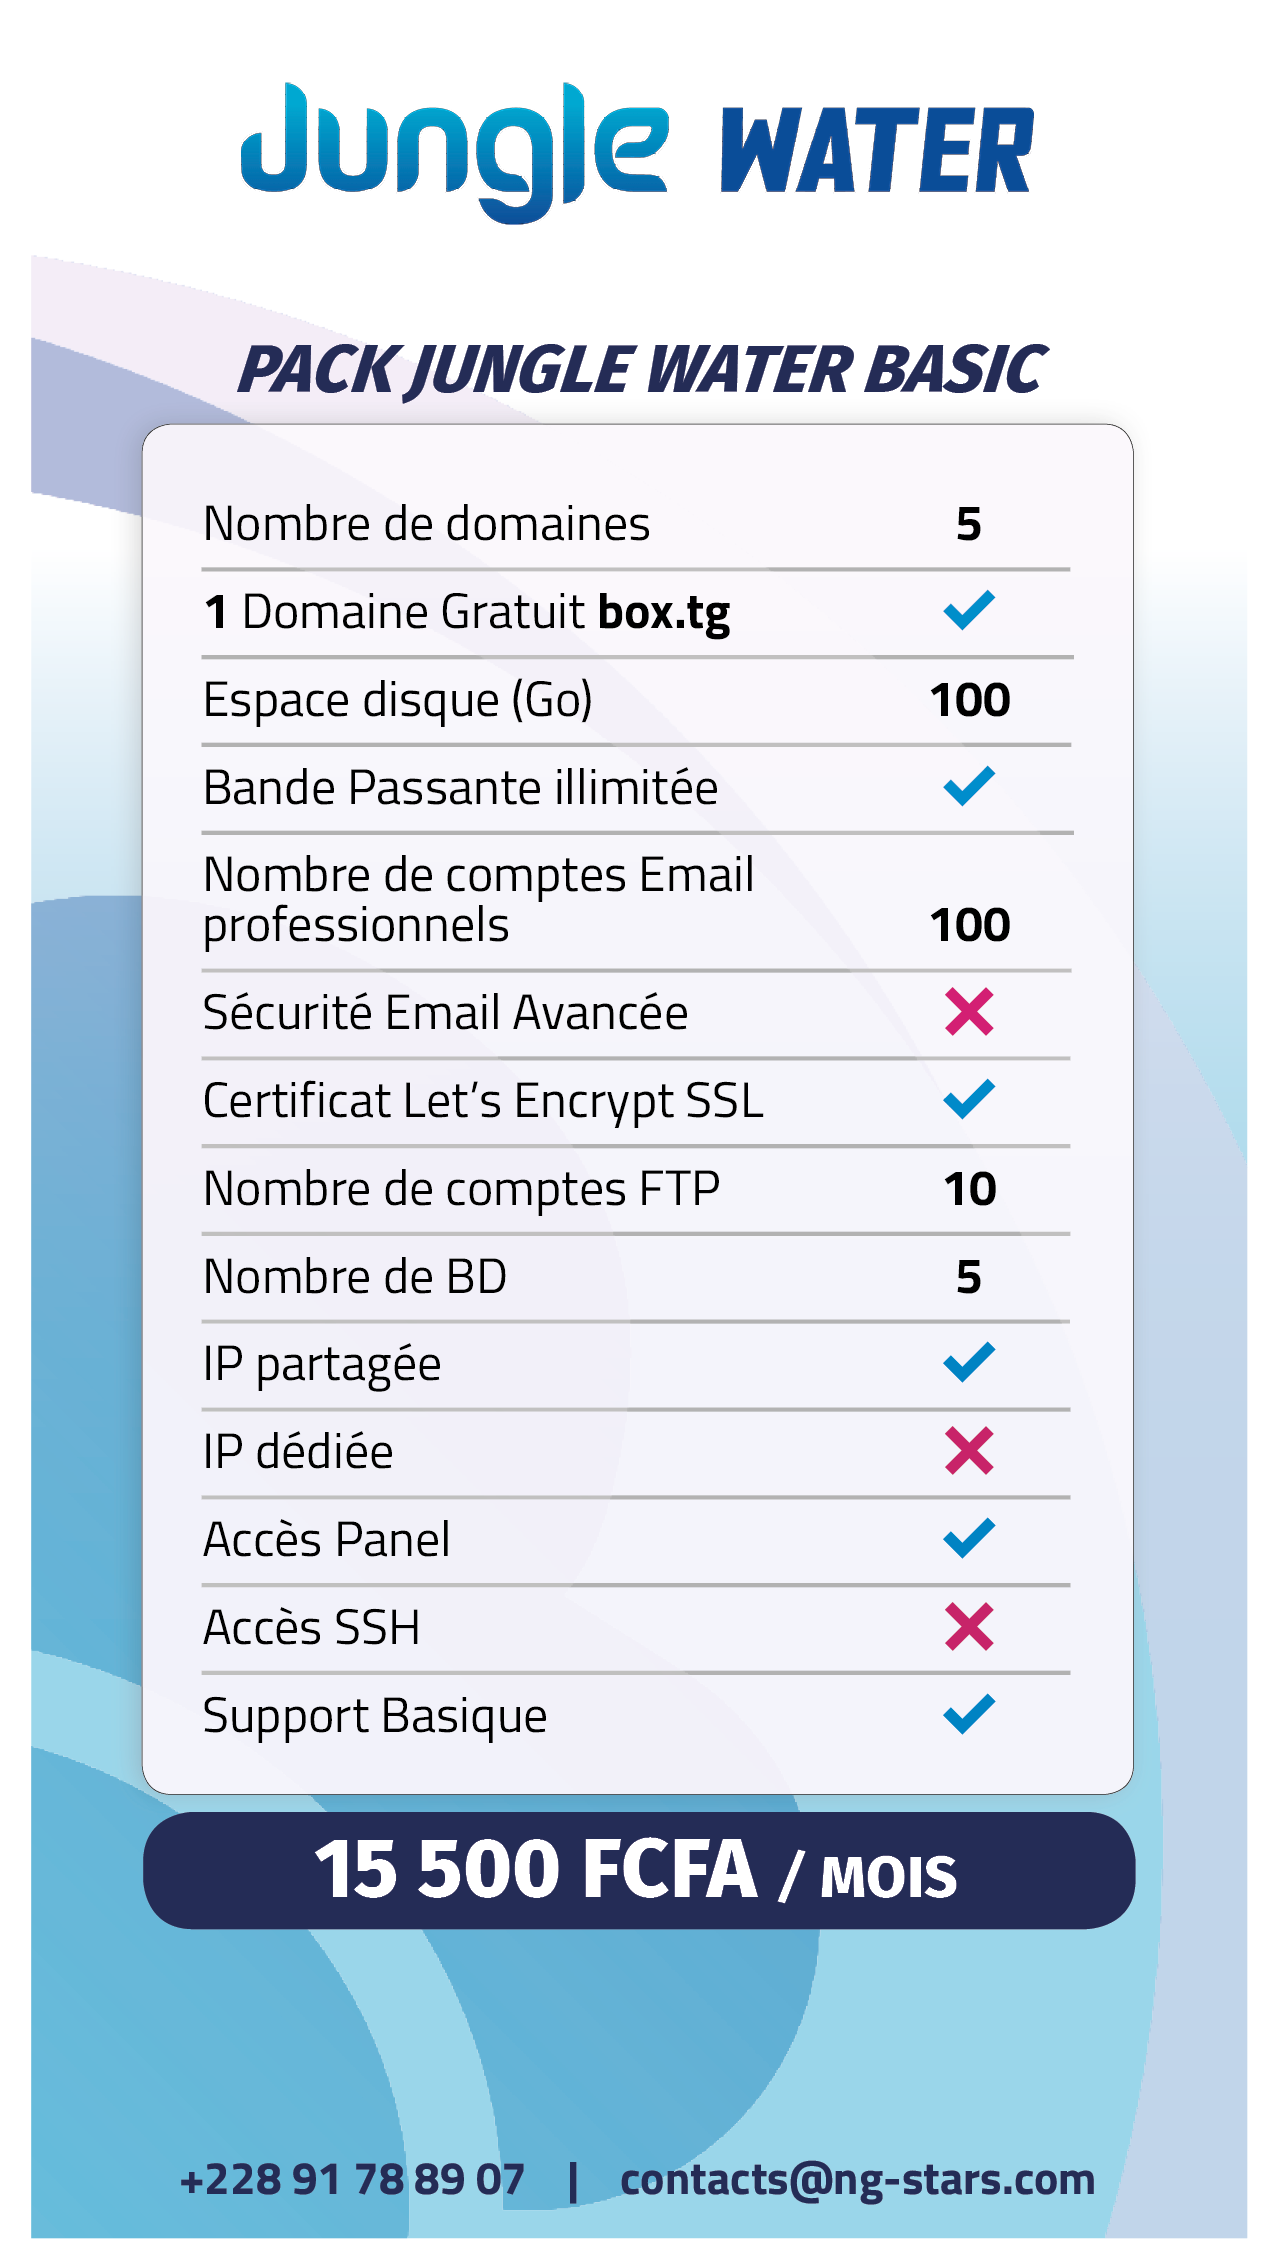 Jungle WATER
PACK JUNGLE WATER BASIC
Nombre de domaines 5
1 Domaine Gratuit box.tg
Espace disque (Go) 100
Bande Passante illimitée
Nombre de comptes Email
professionnels 100
Sécurité Email Avancée
Certificat Let’s Encrypt SSL
Nombre de comptes FTP 10
Nombre de BD 5
IP partagée
IP dédiée
Accès Panel
Accès SSH
Support Basique
15 500 FCFA / MOIS
+228 91 78 89 07 | contacts@ng-stars.com